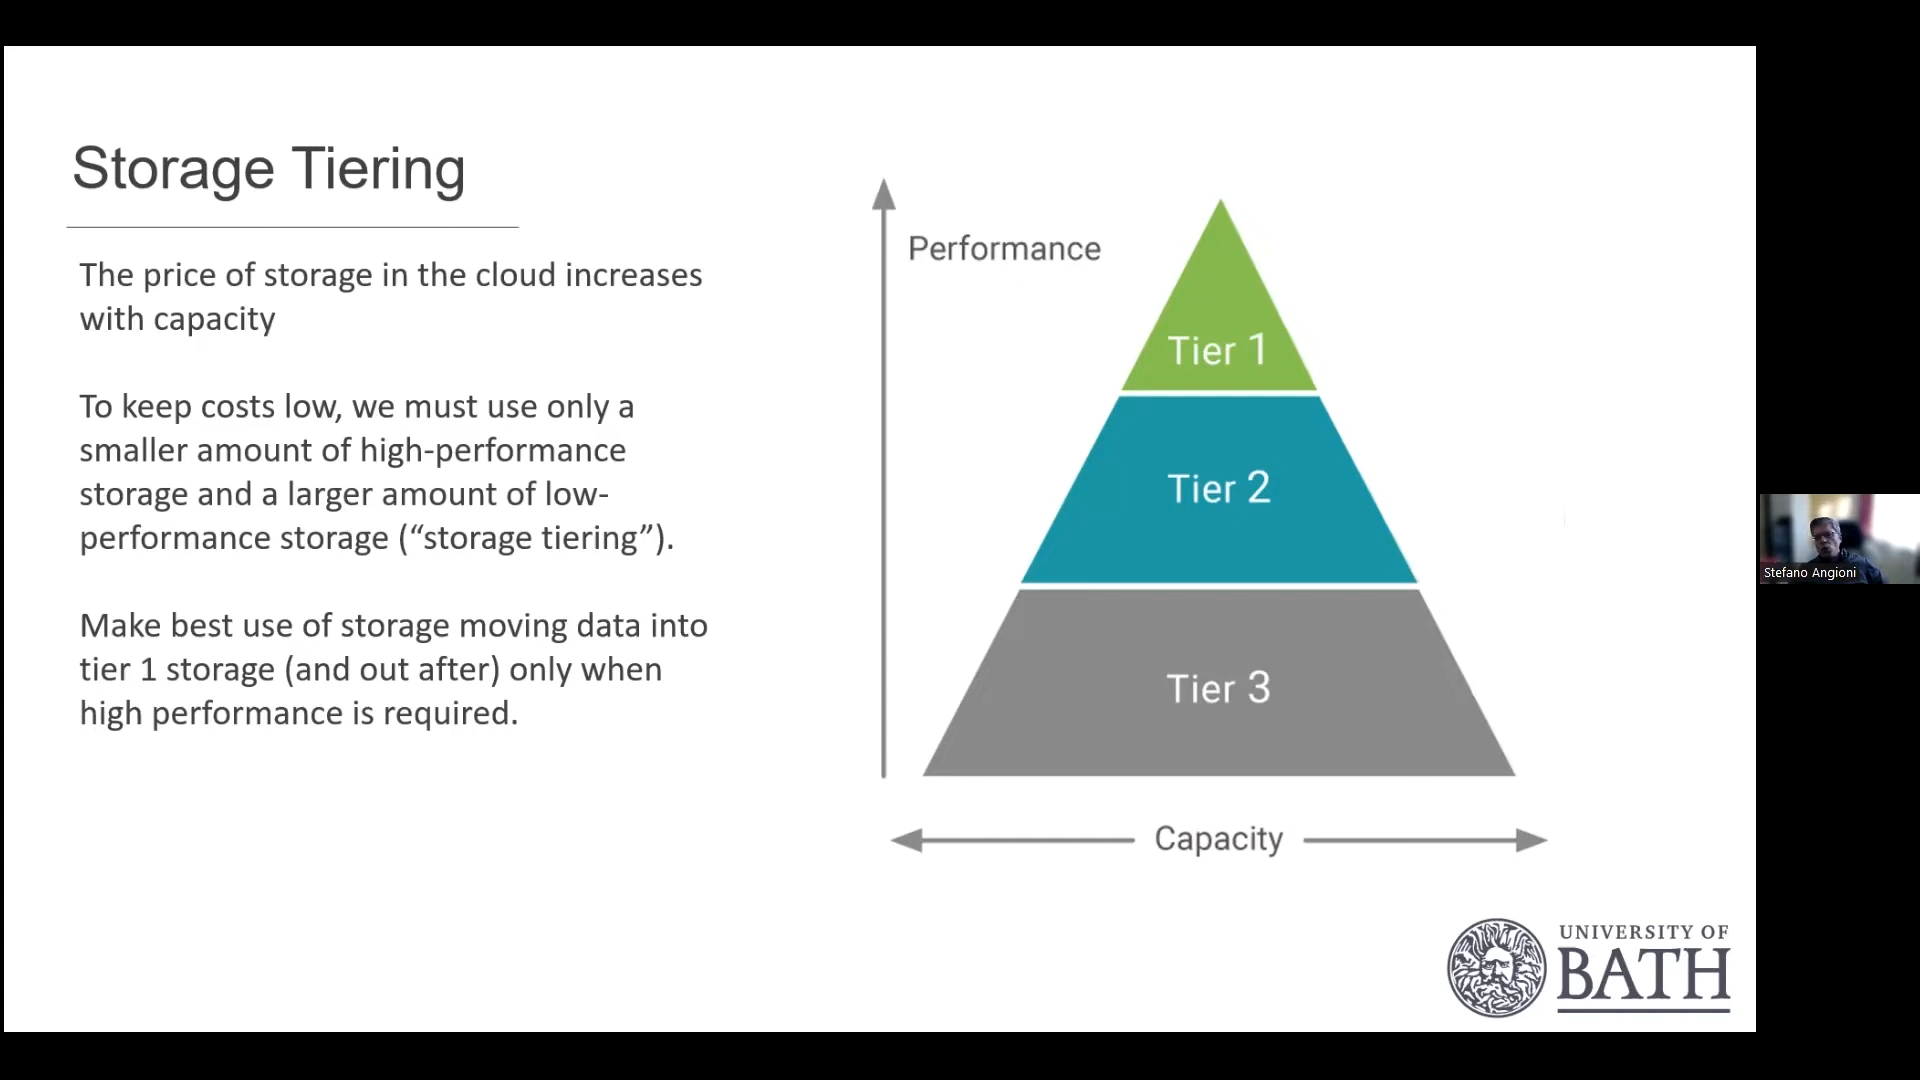 Storage Tiering
The price of storage in the cloud increases
with capacity
To keep costs low, we must use only a
smaller amount of high-performance
storage and a larger amount of low-
performance storage (“storage tiering”).
Make best use of storage moving data into
tier 1 storage (and out after) only when
high performance is required.
Performance
Tier 1
Tier 2
Tier 3
Capacity
UNIVERSITY OF
BATH
Stefano Angioni